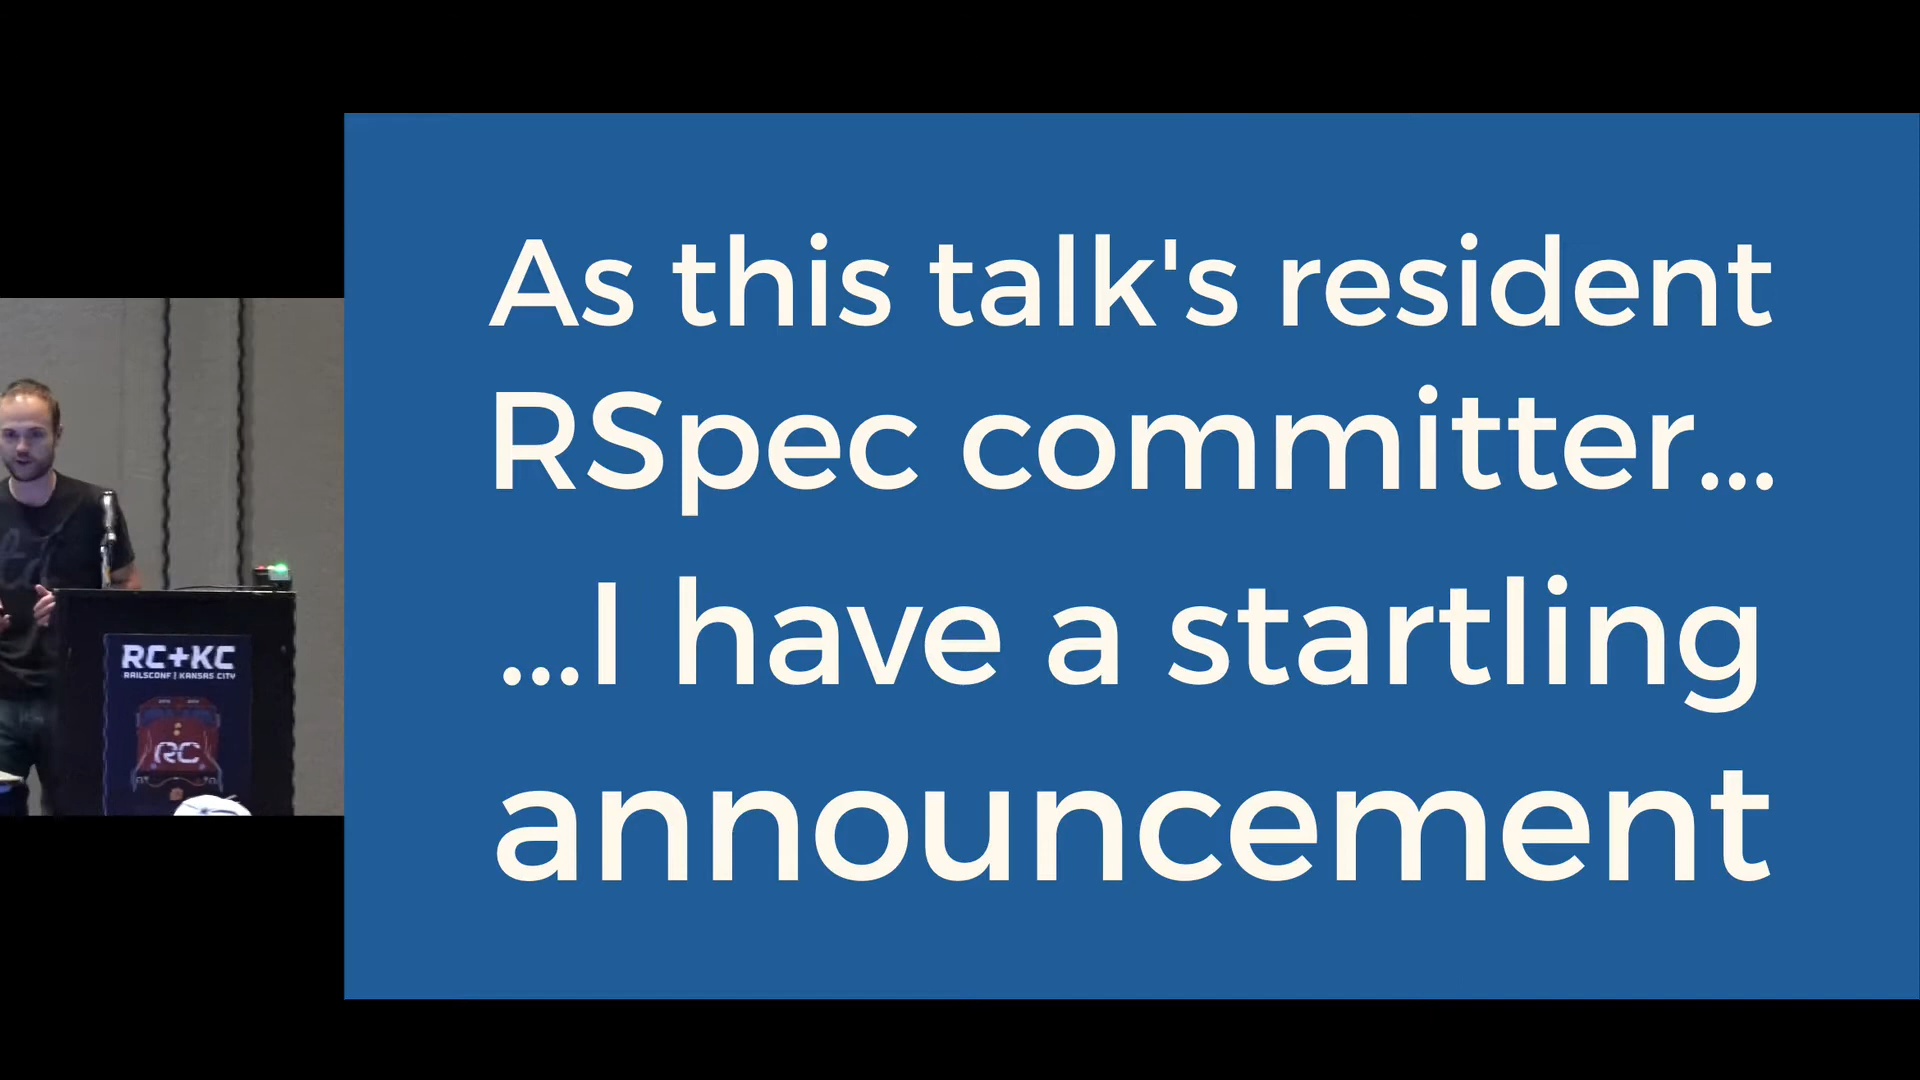 As this talk's resident
RSpec committer...
...I have a startling
announcement
RC+KC
RAILSCONF | KANSAS CITY
RC